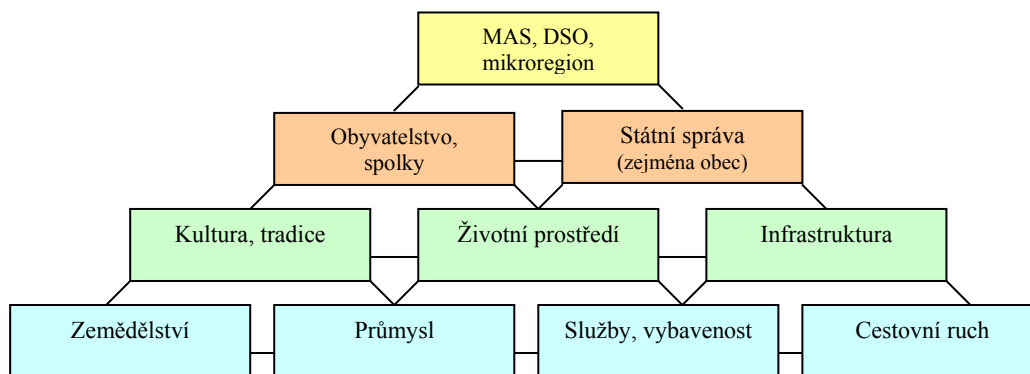 MAS, DSO,
mikroregion
Obyvatelstvo,
spolky
Státní správa
(zejména obec)
Kultura, tradice
Životní prostředí
Infrastruktura
Zemědělství
Průmysl
Služby, vybavenost
Cestovní ruch